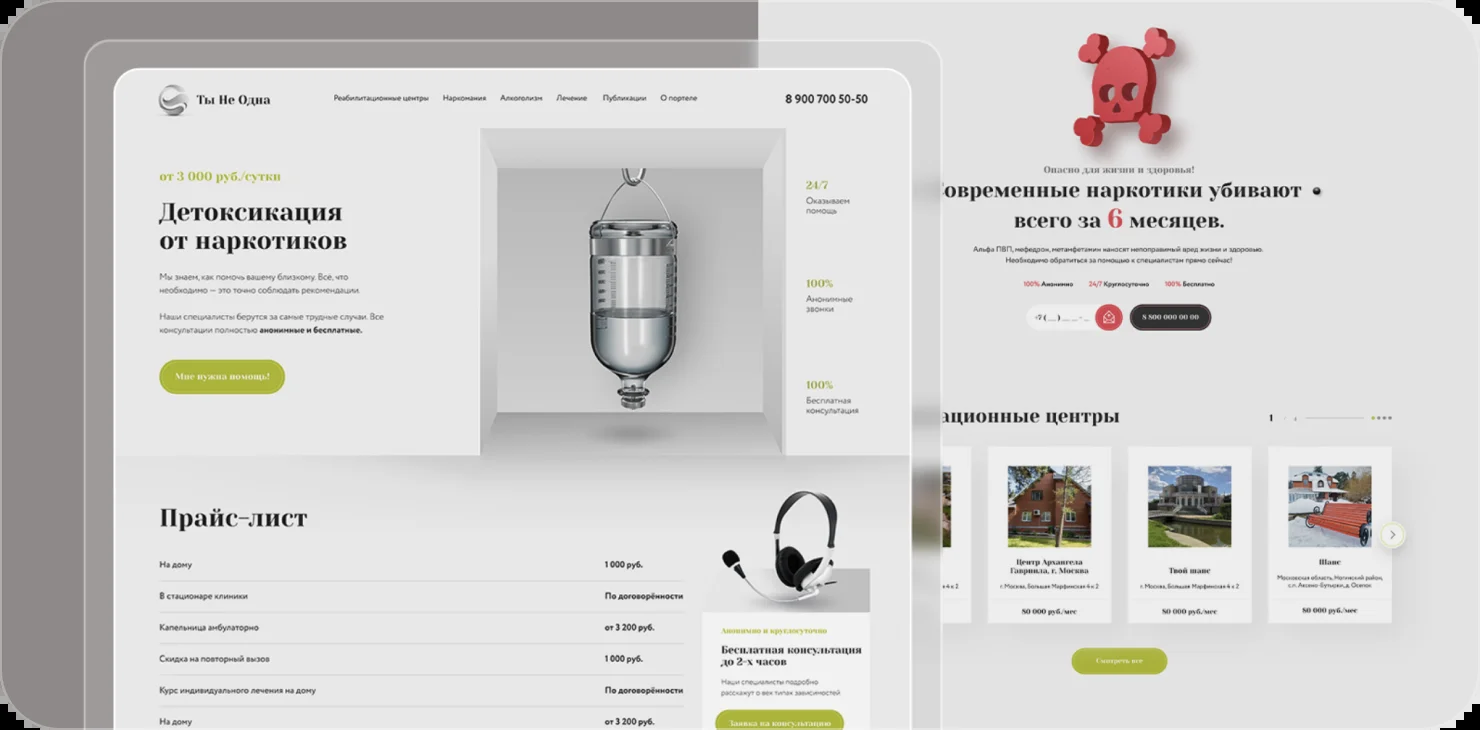 Ты Не Одна
Реабилитационные центры
Наркомания
Алкоголизм
Лечение
Публикации
О портеле
8 900 700 50-50
от 3 000 руб./сутки
Детоксикация
от наркотиков
Мы знаем, как помочь вашему близкому. Всё, что
необходимо — это точно соблюдать рекомендации.
Наши специалисты берутся за самые трудные случаи. Все
консультации полностью анонимные и бесплатные.
Мне нужна помощь!
24/7
Оказываем
помощь
100%
Анонимные
звонки
100%
Бесплатная
консультация
Прайс-лист
На дому
1 000 руб.
В стационаре клиники
По договорённости
Капельница амбулаторно
от 3 200 руб.
Скидка на повторный вызов
1 000 руб.
Курс индивидуального лечения на дому
По договорённости
На дому
от 3 200 руб.
Анонимно и круглосуточно
Бесплатная консультация
до 2-х часов
Наши специалисты подробно
расскажут о всех типах зависимостей
Заявка на консультацию
Опасно для жизни и здоровья!
овременные наркотики убивают
всего за 6 месяцев.
Альфа ПВП, мефедрон, метамфетамин наносят непоправимый вред жизни и здоровью.
Необходимо обратиться за помощью к специалистам прямо сейчас!
100% Анонимно
24/7 Круглосуточно
100% Бесплатно
+7 (__) ___-_
8 800 000 00 00
ационные центры
1
4 к 2
Центр Архангела
Гавриила, г. Москва
г. Москва, Большая Марфинская 4 к 2
80 000 руб./мес
Твой шанс
г. Москва, Большая Марфинская 4 к 2
80 000 руб./мес
Шанс
Московская область, Ногинский район,
80 000 руб./мес
Смотреть все